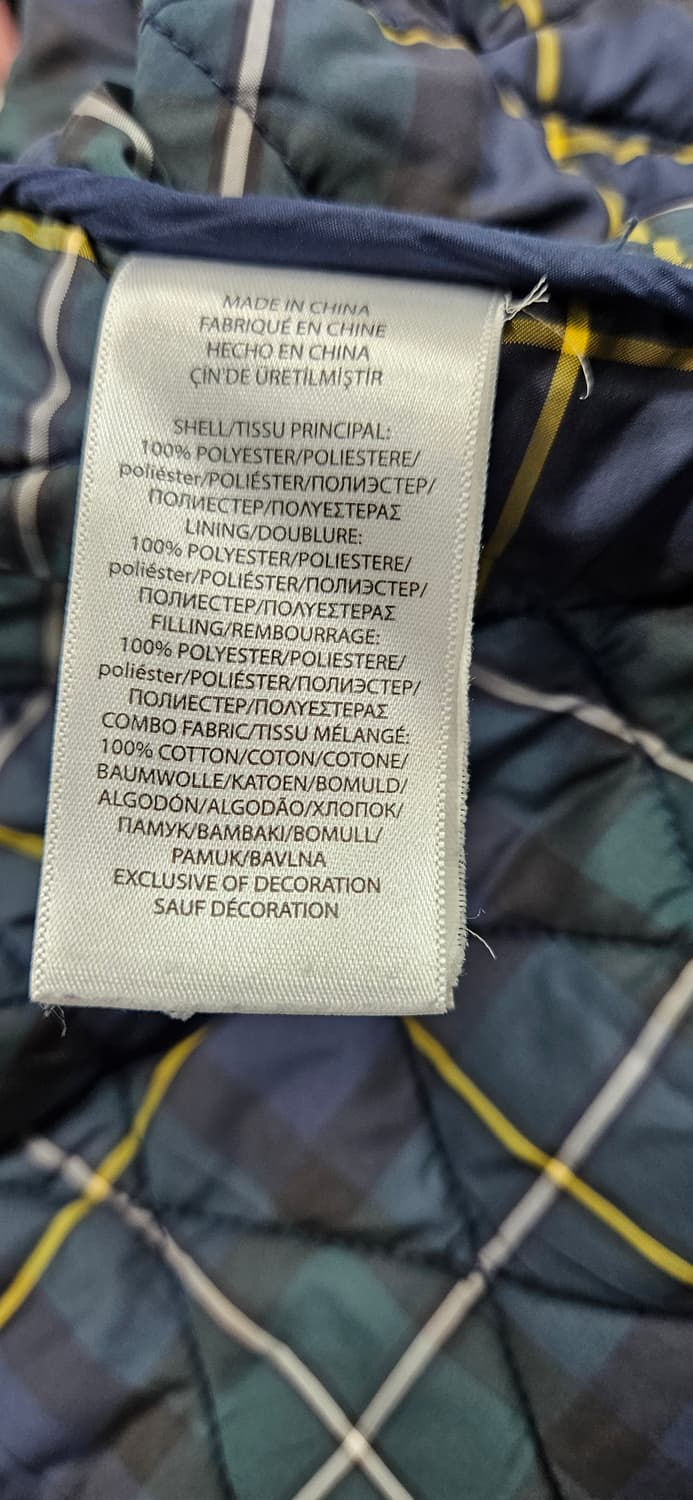 MADE IN CHINA
FABRIQUÉ EN CHINE
HECHO EN CHINA
ÇİN'DE ÜRETİLMİŞTİR
SHELL/TISSU PRINCIPAL:
100% POLYESTER/POLIESTERE/
poliéster/POLIÉSTER/ПОЛИЭСТЕР/
ПОЛИЕСТЕР/ΠΟΛΥΕΣΤΕΡΑΣ
LINING/DOUBLURE:
100% POLYESTER/POLIESTERE/
poliéster/POLIÉSTER/ПОЛИЭСТЕР/
ПОЛИЕСТЕР/ΠΟΛΥΕΣΤΕΡΑΣ
FILLING/REMBOURRAGE:
100% POLYESTER/POLIESTERE/
poliéster/POLIÉSTER/ПОЛИЭСТЕР/
ПОЛИЕСТЕР/ΠΟΛΥΕΣΤΕΡΑΣ
COMBO FABRIC/TISSU MÉLANGÉ:
100% COTTON/COTON/COTONE/
BAUMWOLLE/KATOEN/BOMULD/
ALGODÓN/ALGODÃO/ХЛОПОК/
ПАМУК/ΒΑΜΒΑΚΙ/BOMULL/
PAMUK/BAVLNA
EXCLUSIVE OF DECORATION
SAUF DÉCORATION